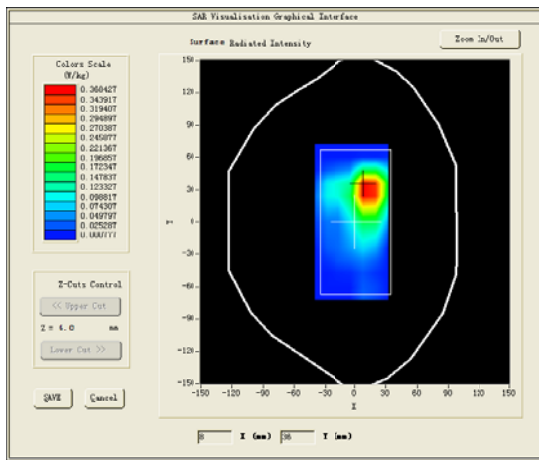 SAR Visualisation Graphical Interface
Surface Radiated Intensity
Zoom In/Out
Colors Scale
(W/kg)
0.368427
0.343917
0.319407
0.294897
0.270387
0.245877
0.221367
0.196857
0.172347
0.147837
0.123327
0.098817
0.074307
0.049797
0.025287
0.000777
Z-Cuts Control
<< Upper Cut
Z = 4.0 mm
Lower Cut >>
SAVE
Cancel
150
120
90
60
30
0
-30
-60
-90
-120
-150
Y
-150 -120 -90 -60 -30 0 30 60 90 120 150
X
8 X (mm) 36 Y (mm)